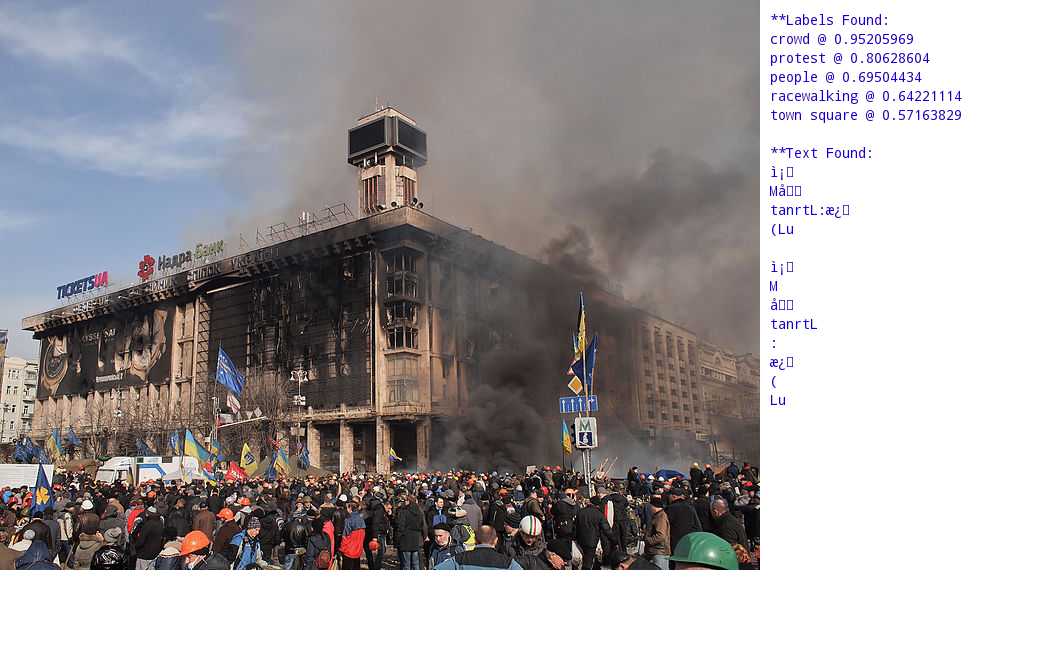 **Labels Found:
crowd @ 0.95205969
protest @ 0.80628604
people @ 0.69504434
racewalking @ 0.64221114
town square @ 0.57163829
**Text Found:
ì¡▯
Må▯▯
tanrtL:æ¿▯
(Lu
ì¡▯
M
å▯▯
tanrtL
:
æ¿▯
(
Lu
TICKETSUA
Надра Банк
УКРАЇНИ
M